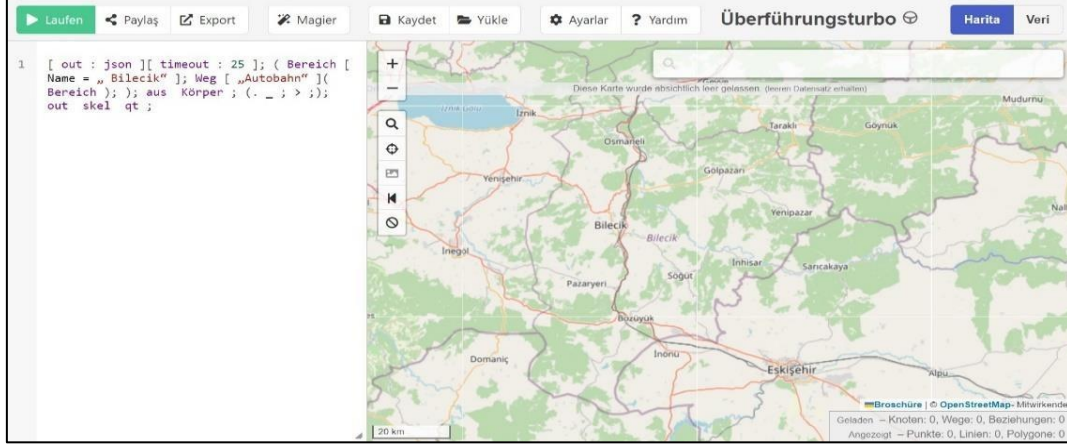 Laufen Paylaş Export Magier Kaydet Yükle Ayarlar ? Yardım Überführungsturbo Harita Veri
1 [ out : json ][ timeout : 25 ]; ( Bereich [
Name = „ Bilecik“ ]; Weg [ „Autobahn“ ](
Bereich ); ); aus Körper ; (. _ ; > ;);
out skel qt ;
+
−
Diese Karte wurde absichtlich leer gelassen. (leeren Datensatz erhalten)
Mudurnu
İznik
Taraklı
Göynük
Osmaneli
Gölpazarı
Yenişehir
Yenipazar
Bilecik
Bilecik
İnegöl
İnhisar
Sarıcakaya
Söğüt
Pazaryeri
Bozüyük
İnönü
Domaniç
Eskişehir
Alpu
Broschüre | © OpenStreetMap- Mitwirkende
Geladen – Knoten: 0, Wege: 0, Beziehungen: 0
20 km
Angezeigt – Punkte: 0, Linien: 0, Polygone: 0